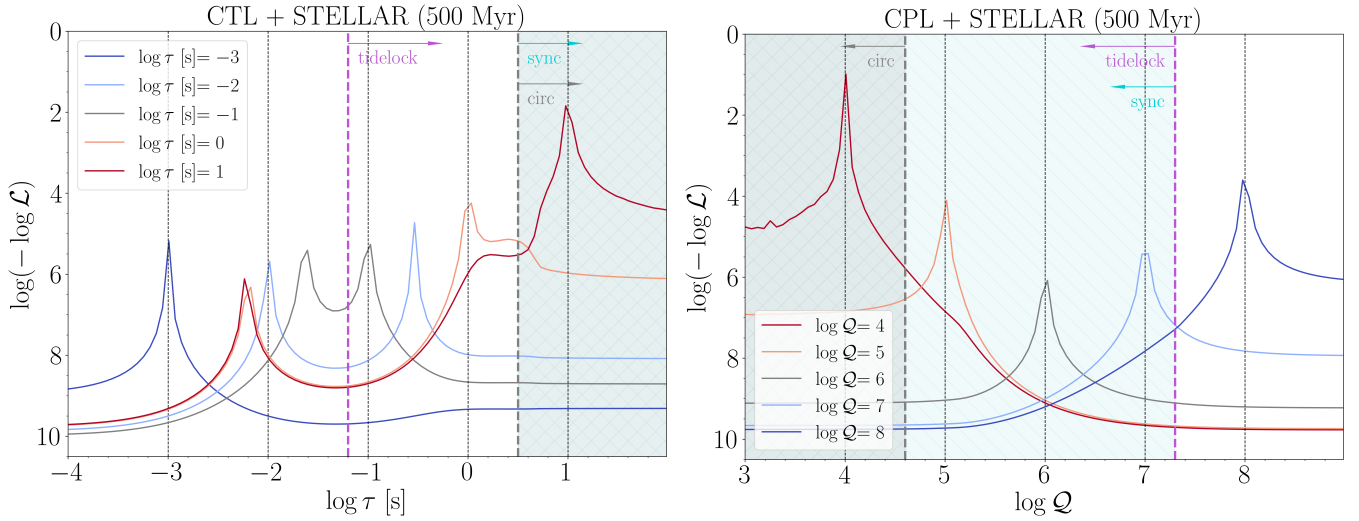 CTL + STELLAR (500 Myr)
log(− log 𝓛)
0
2
4
6
8
10
log τ [s]= −3
log τ [s]= −2
log τ [s]= −1
log τ [s]= 0
log τ [s]= 1
tidelock
sync
circ
−4
−3
−2
−1
0
1
log τ [s]
CPL + STELLAR (500 Myr)
log(− log 𝓛)
0
2
4
6
8
10
circ
tidelock
sync
log 𝒬= 4
log 𝒬= 5
log 𝒬= 6
log 𝒬= 7
log 𝒬= 8
3
4
5
6
7
8
log 𝒬